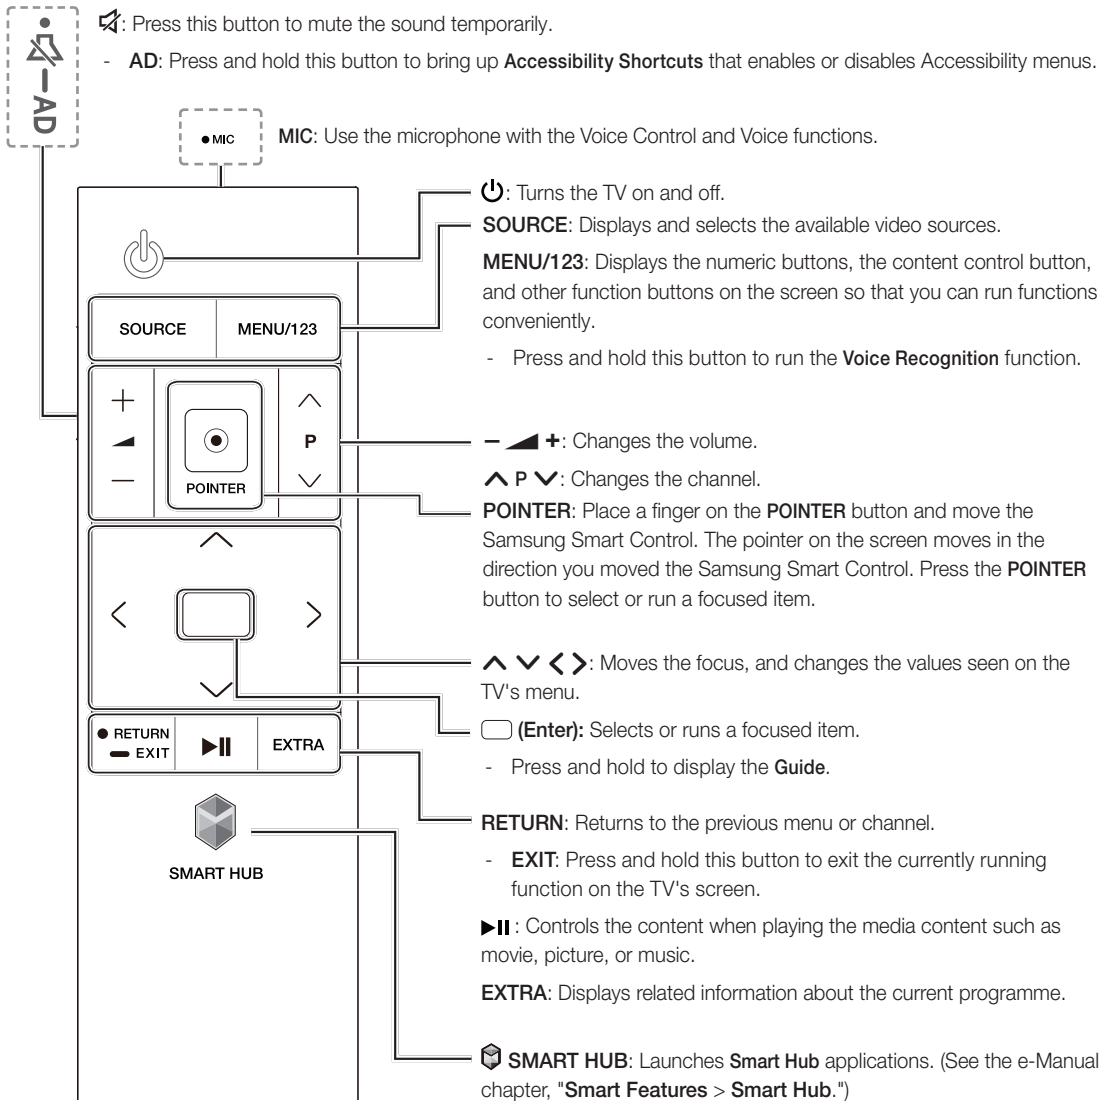 : Press this button to mute the sound temporarily.
- AD: Press and hold this button to bring up Accessibility Shortcuts that enables or disables Accessibility menus.
AD
MIC
MIC: Use the microphone with the Voice Control and Voice functions.
: Turns the TV on and off.
SOURCE: Displays and selects the available video sources.
MENU/123: Displays the numeric buttons, the content control button,
and other function buttons on the screen so that you can run functions
conveniently.
- Press and hold this button to run the Voice Recognition function.
SOURCE
MENU/123
+
P
−
POINTER
− +: Changes the volume.
P : Changes the channel.
POINTER: Place a finger on the POINTER button and move the
Samsung Smart Control. The pointer on the screen moves in the
direction you moved the Samsung Smart Control. Press the POINTER
button to select or run a focused item.
: Moves the focus, and changes the values seen on the
TV's menu.
(Enter): Selects or runs a focused item.
- Press and hold to display the Guide.
RETURN
EXIT
EXTRA
RETURN: Returns to the previous menu or channel.
- EXIT: Press and hold this button to exit the currently running
function on the TV's screen.
: Controls the content when playing the media content such as
movie, picture, or music.
EXTRA: Displays related information about the current programme.
SMART HUB
SMART HUB: Launches Smart Hub applications. (See the e-Manual
chapter, "Smart Features > Smart Hub.")